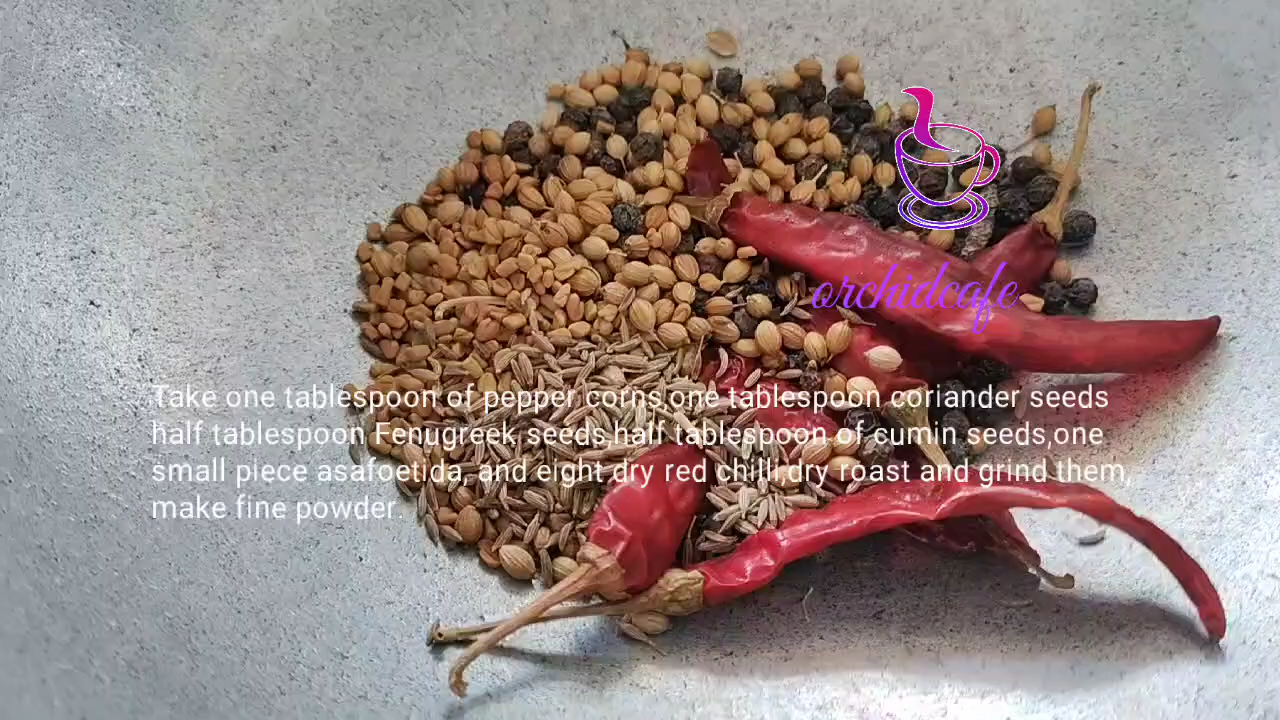 orchidcafe
Take one tablespoon of pepper corns,one tablespoon coriander seeds
half tablespoon Fenugreek seeds,half tablespoon of cumin seeds,one
small piece asafoetida, and eight dry red chilli,dry roast and grind them,
make fine powder.